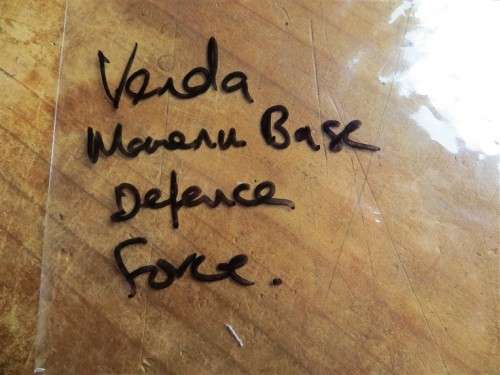 Venda
Base
Defence
Force.